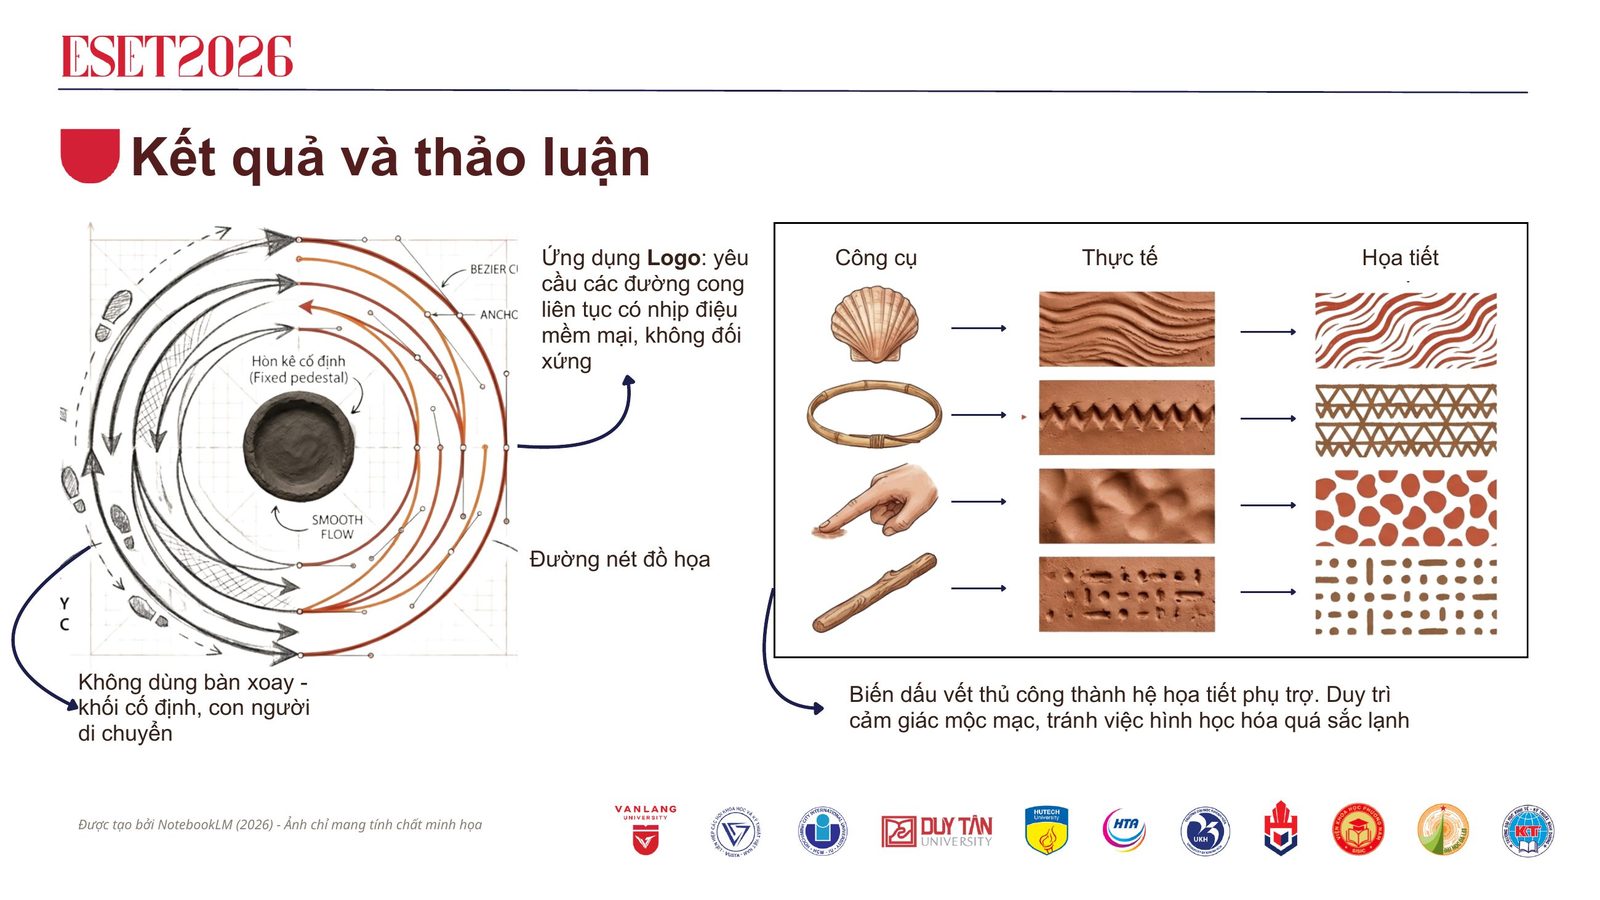 ESET2026
Kết quả và thảo luận
BEZIER CU
ANCHO
Hòn kê cố định
(Fixed pedestal)
SMOOTH
FLOW
Y
C
Ứng dụng Logo: yêu
cầu các đường cong
liên tục có nhịp điệu
mềm mại, không đối
xứng
Đường nét đồ họa
Không dùng bàn xoay -
khối cố định, con người
di chuyển
Công cụ
Thực tế
Họa tiết
Biến dấu vết thủ công thành hệ họa tiết phụ trợ. Duy trì
cảm giác mộc mạc, tránh việc hình học hóa quá sắc lạnh
Được tạo bởi NotebookLM (2026) - Ảnh chỉ mang tính chất minh họa
VANLANG
UNIVERSITY
DUY TÂN
UNIVERSITY
HUTECH
University
HTA
UKH